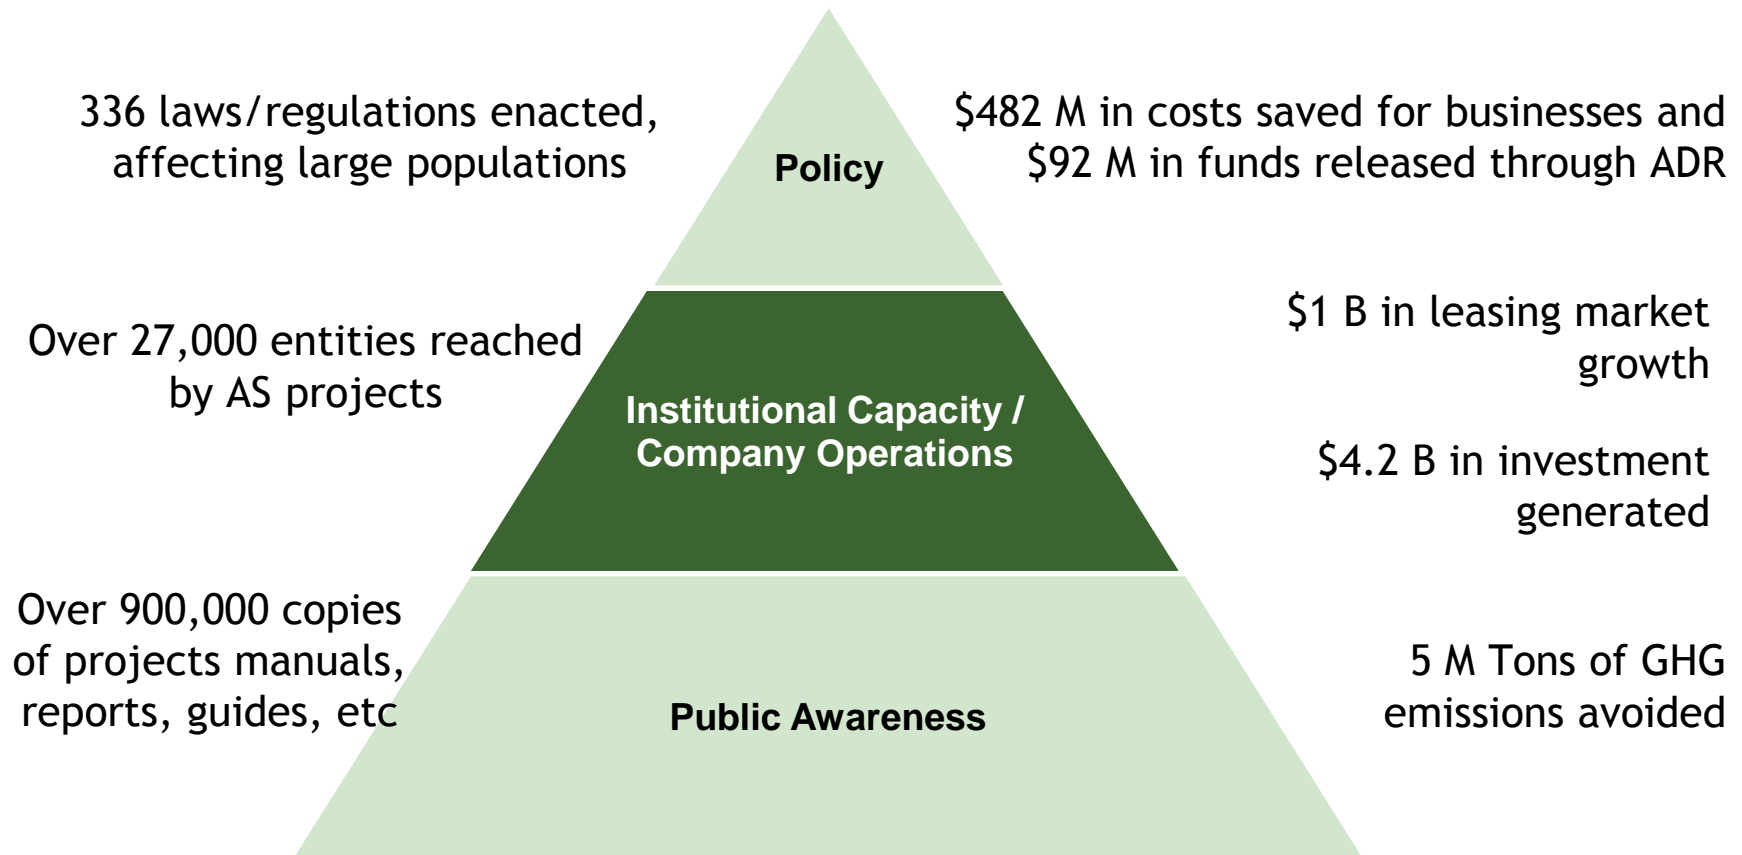 336 laws/regulations enacted,
affecting large populations
Policy
$482 M in costs saved for businesses and
$92 M in funds released through ADR
Over 27,000 entities reached
by AS projects
Institutional Capacity /
Company Operations
$1 B in leasing market
growth
$4.2 B in investment
generated
Over 900,000 copies
of projects manuals,
reports, guides, etc
Public Awareness
5 M Tons of GHG
emissions avoided